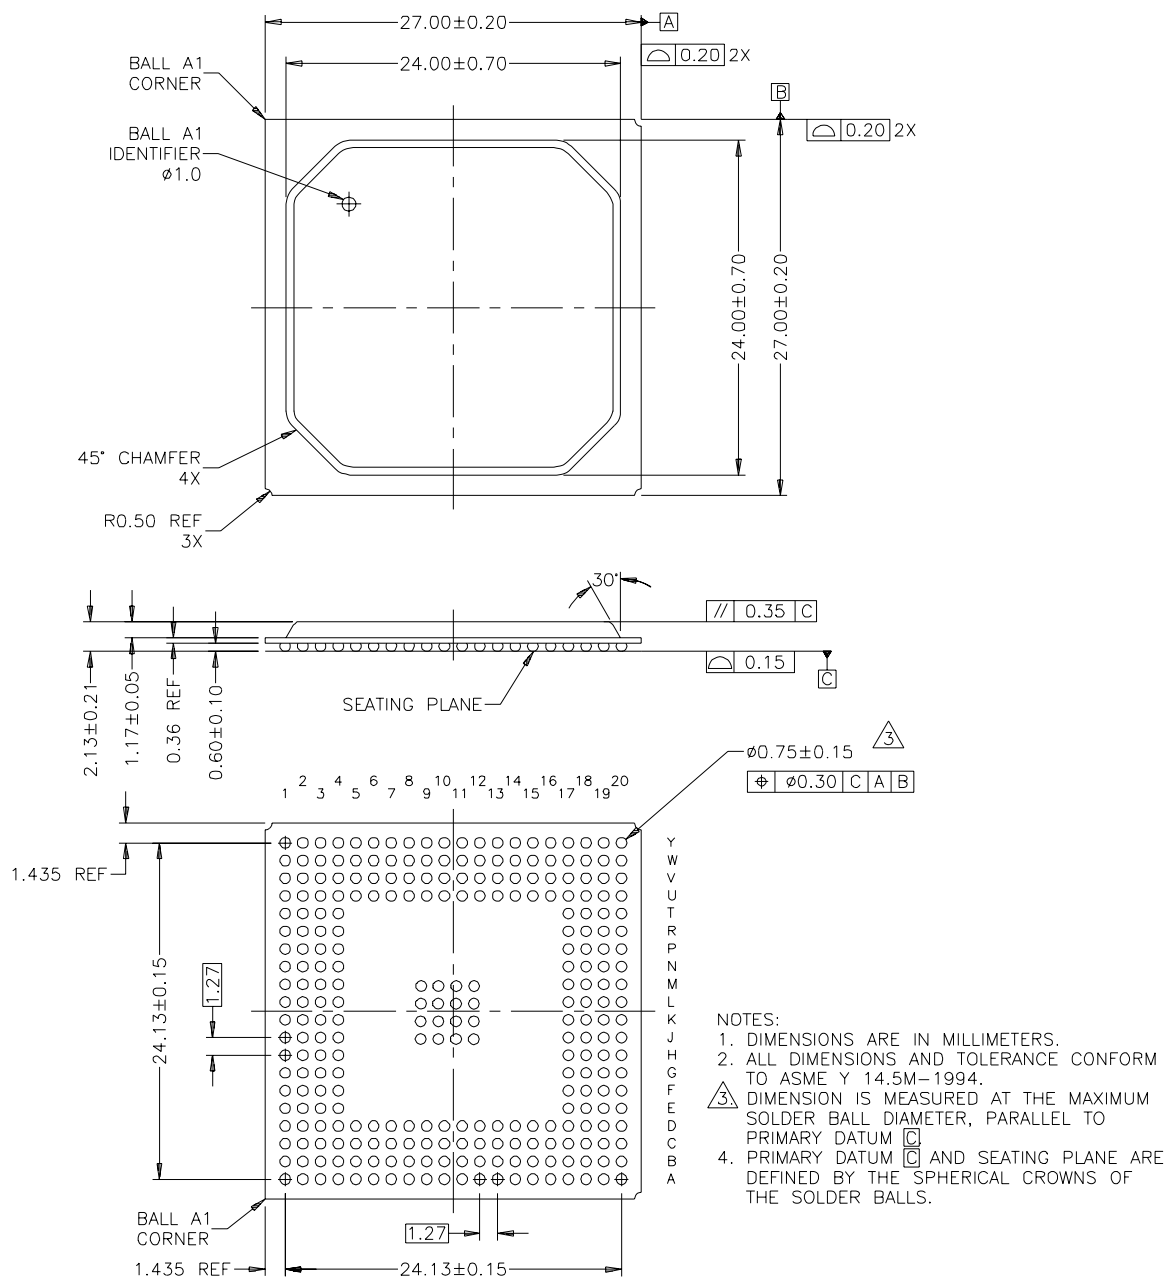 27.00±0.20
A
0.20 2X
24.00±0.70
BALL A1
CORNER
B
0.20 2X
BALL A1
IDENTIFIER
ø1.0
24.00±0.70
27.00±0.20
45° CHAMFER
4X
R0.50 REF
3X
30°
// 0.35 C
0.15
C
SEATING PLANE
2.13±0.21
1.17±0.05
0.36 REF
0.60±0.10
ø0.75±0.15 3
⌖ ø0.30 C A B
2 4 6 8 10 12 14 16 18 20
1 3 5 7 9 11 13 15 17 19
1.435 REF
Y
W
V
U
T
R
P
N
M
L
K
J
H
G
F
E
D
C
B
A
24.13±0.15
1.27
NOTES:
1. DIMENSIONS ARE IN MILLIMETERS.
2. ALL DIMENSIONS AND TOLERANCE CONFORM
TO ASME Y 14.5M-1994.
3. DIMENSION IS MEASURED AT THE MAXIMUM
SOLDER BALL DIAMETER, PARALLEL TO
PRIMARY DATUM C.
4. PRIMARY DATUM C AND SEATING PLANE ARE
DEFINED BY THE SPHERICAL CROWNS OF
THE SOLDER BALLS.
BALL A1
CORNER
1.27
1.435 REF
24.13±0.15